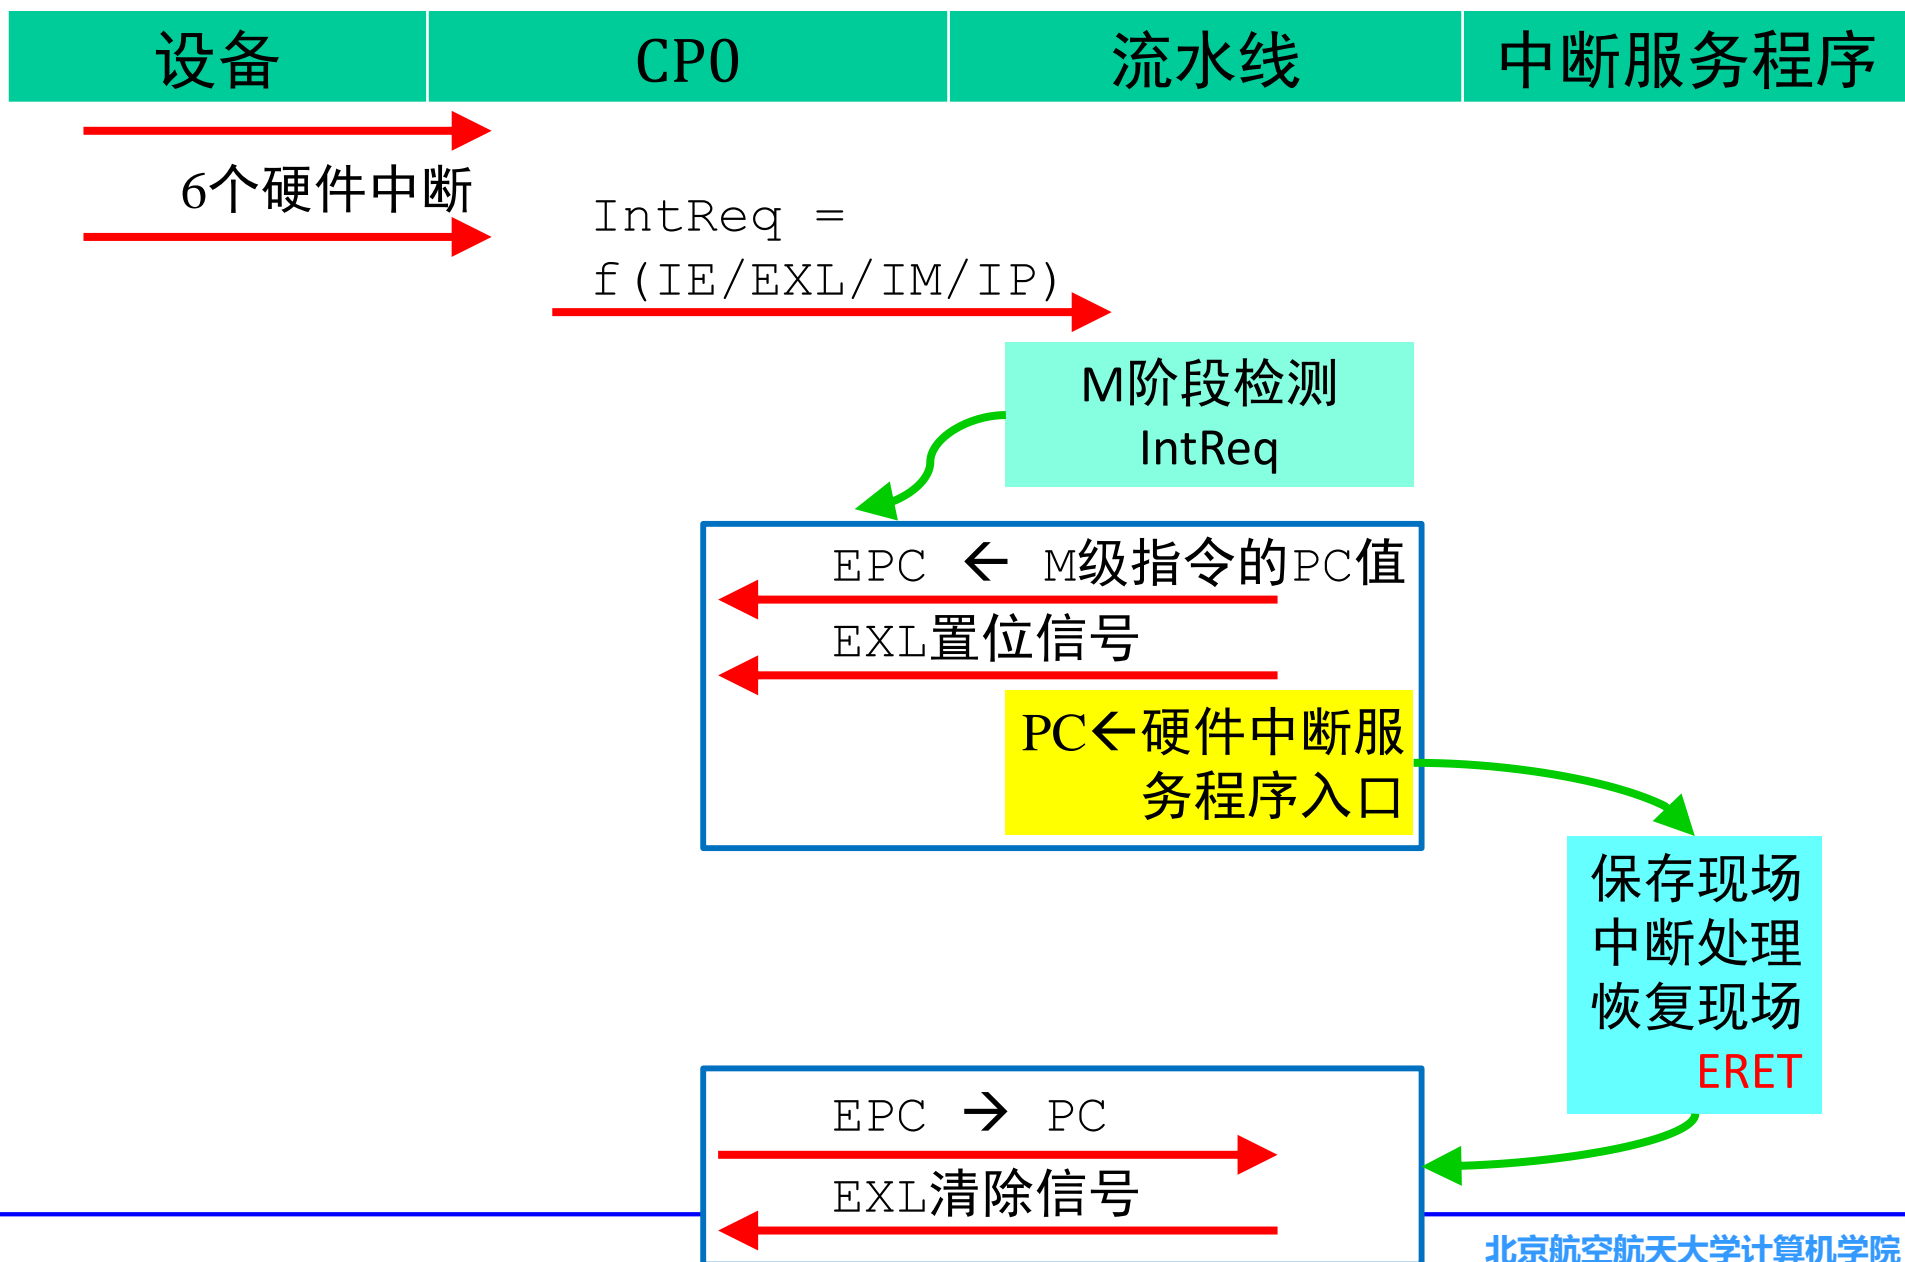 设备 CP0 流水线 中断服务程序
6个硬件中断
IntReq =
f(IE/EXL/IM/IP)
M阶段检测
IntReq
EPC ← M级指令的PC值
EXL置位信号
PC←硬件中断服
务程序入口
保存现场
中断处理
恢复现场
ERET
EPC → PC
EXL清除信号
北京航空航天大学计算机学院